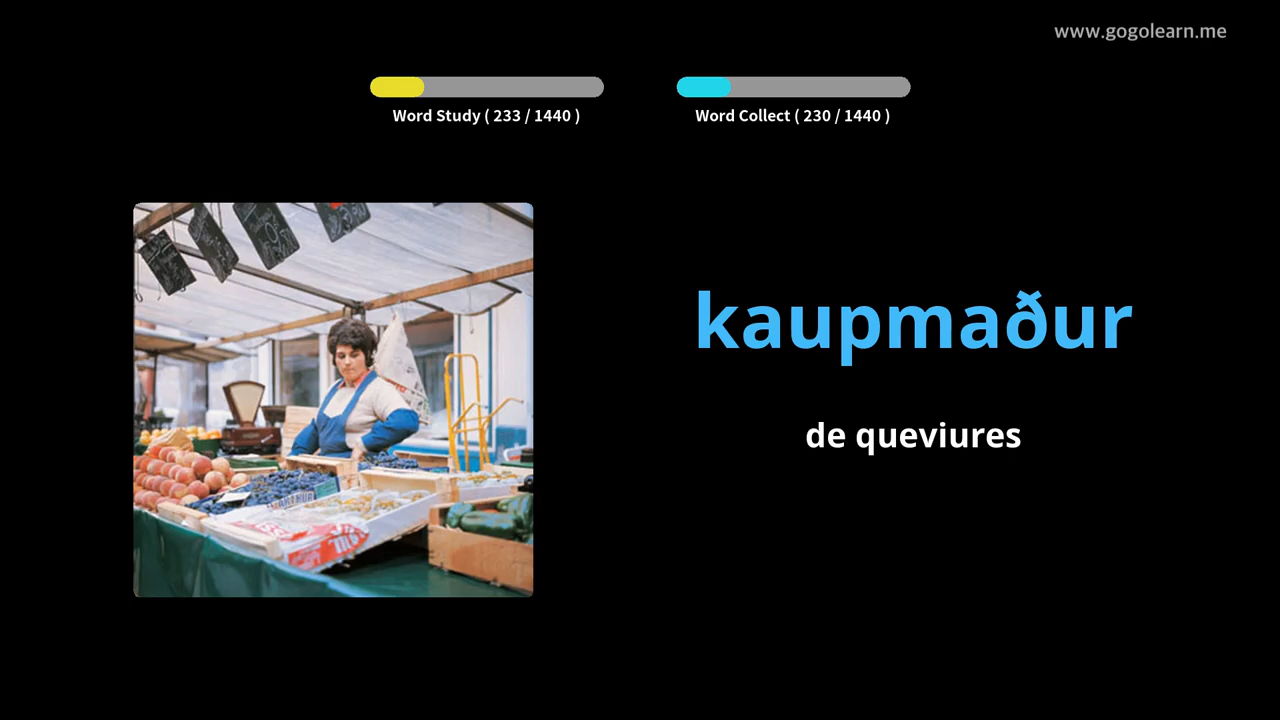 www.gogolearn.me
Word Study ( 233 / 1440 )
Word Collect ( 230 / 1440 )
kaupmaður
de queviures